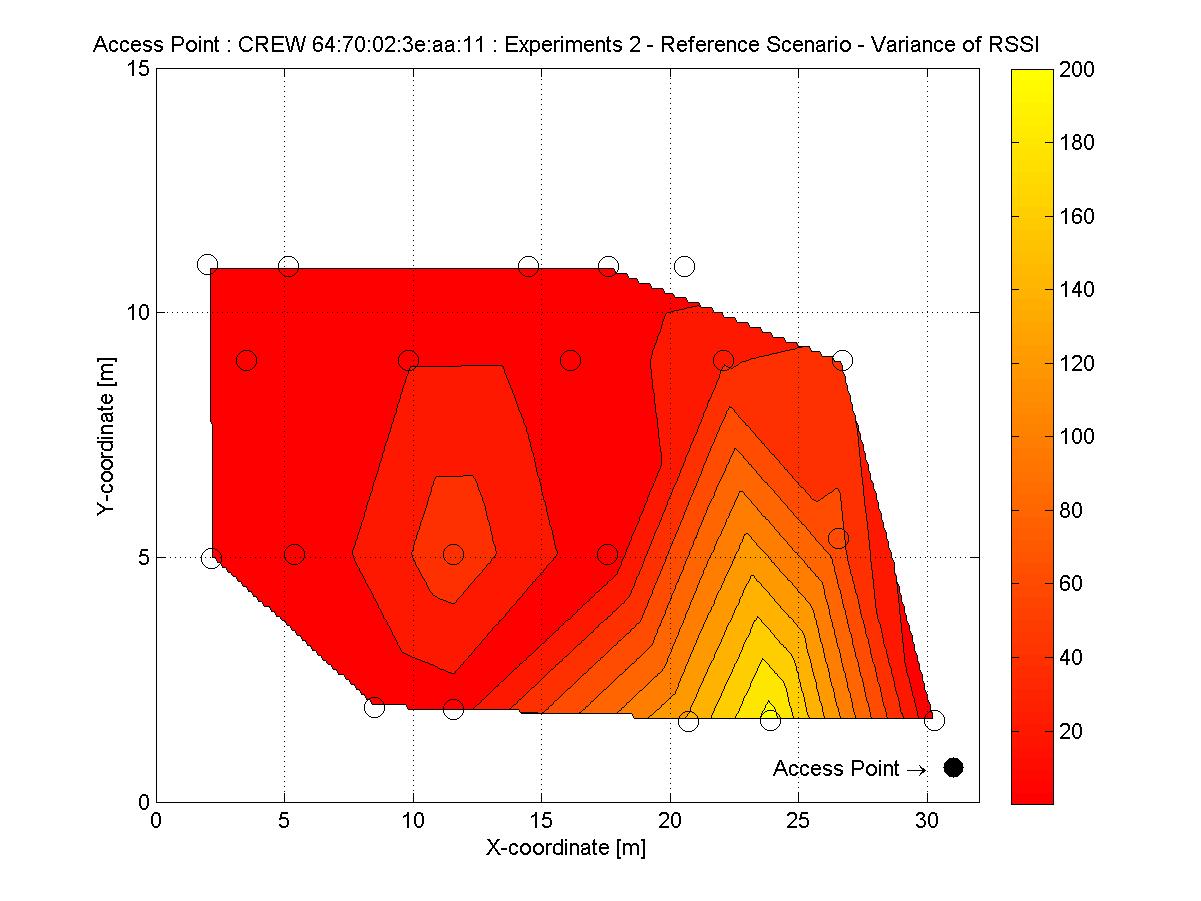 Access Point : CREW 64:70:02:3e:aa:11 : Experiments 2 - Reference Scenario - Variance of RSSI
15
10
5
0
Y-coordinate [m]
0 5 10 15 20 25 30
X-coordinate [m]
Access Point →
200
180
160
140
120
100
80
60
40
20